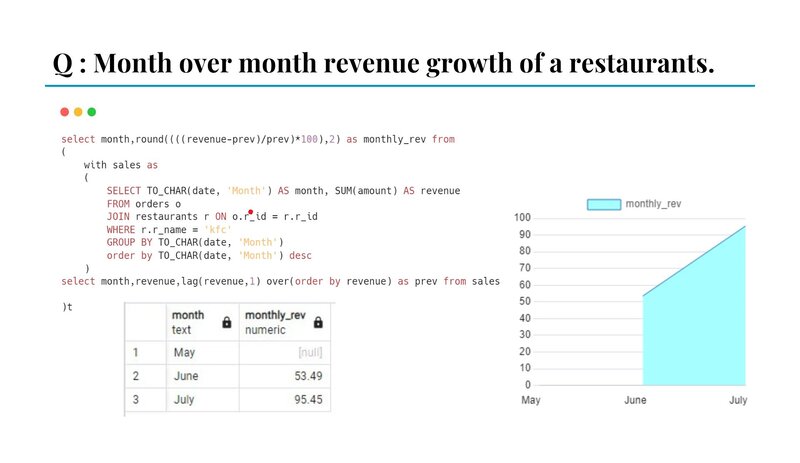 Q : Month over month revenue growth of a restaurants.
select month,round((((revenue-prev)/prev)*100),2) as monthly_rev from
(
with sales as
(
SELECT TO_CHAR(date, 'Month') AS month, SUM(amount) AS revenue
FROM orders o
JOIN restaurants r ON o.r_id = r.r_id
WHERE r.r_name = 'kfc'
GROUP BY TO_CHAR(date, 'Month')
order by TO_CHAR(date, 'Month') desc
)
select month,revenue,lag(revenue,1) over(order by revenue) as prev from sales
)t
month monthly_rev
text numeric
1 May [null]
2 June 53.49
3 July 95.45
monthly_rev
100
90
80
70
60
50
40
30
20
10
0
May June July